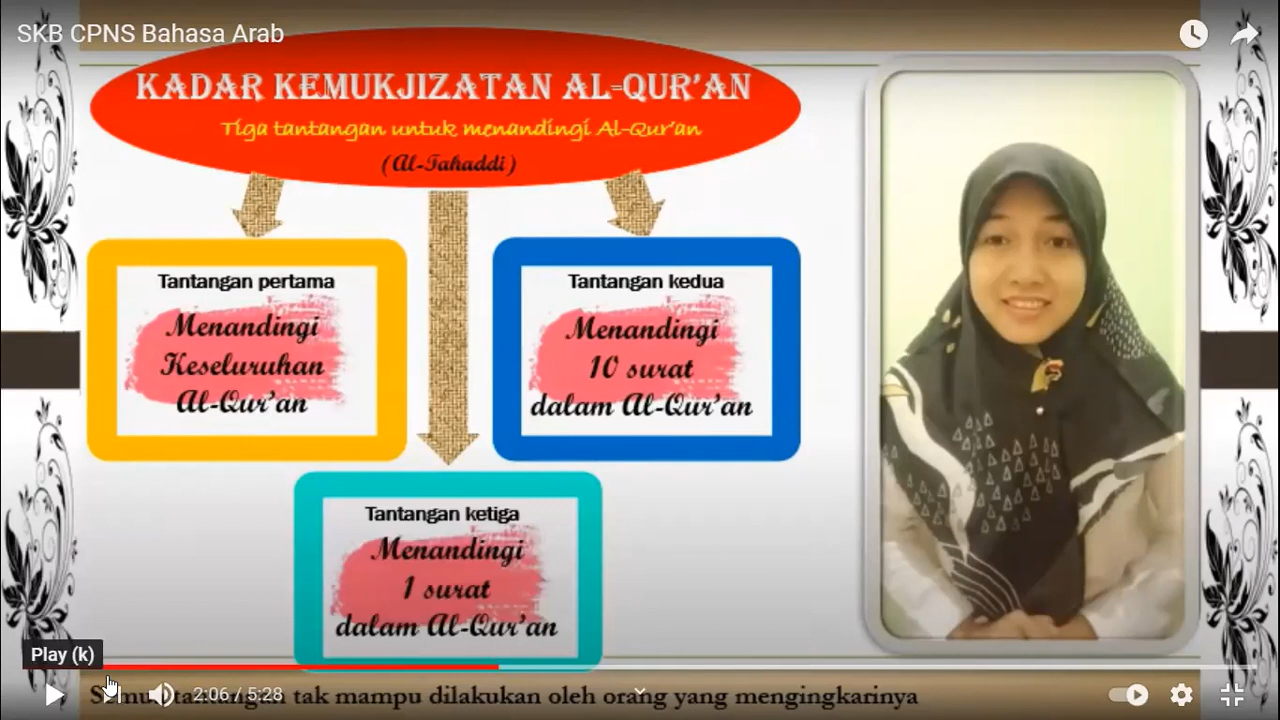 SKB CPNS Bahasa Arab
KADAR KEMUKJIZATAN AL-QUR'AN
Tiga tantangan untuk menandingi Al-Qur'an
(Al-Tahaddi)
Tantangan pertama
Menandingi
Keseluruhan
Al-Qur'an
Tantangan kedua
Menandingi
10 surat
dalam Al-Qur'an
Tantangan ketiga
Menandingi
1 surat
dalam Al-Qur'an
Play (k)
2:06 / 5:28
tantangan tak mampu dilakukan oleh orang yang mengingkarinya